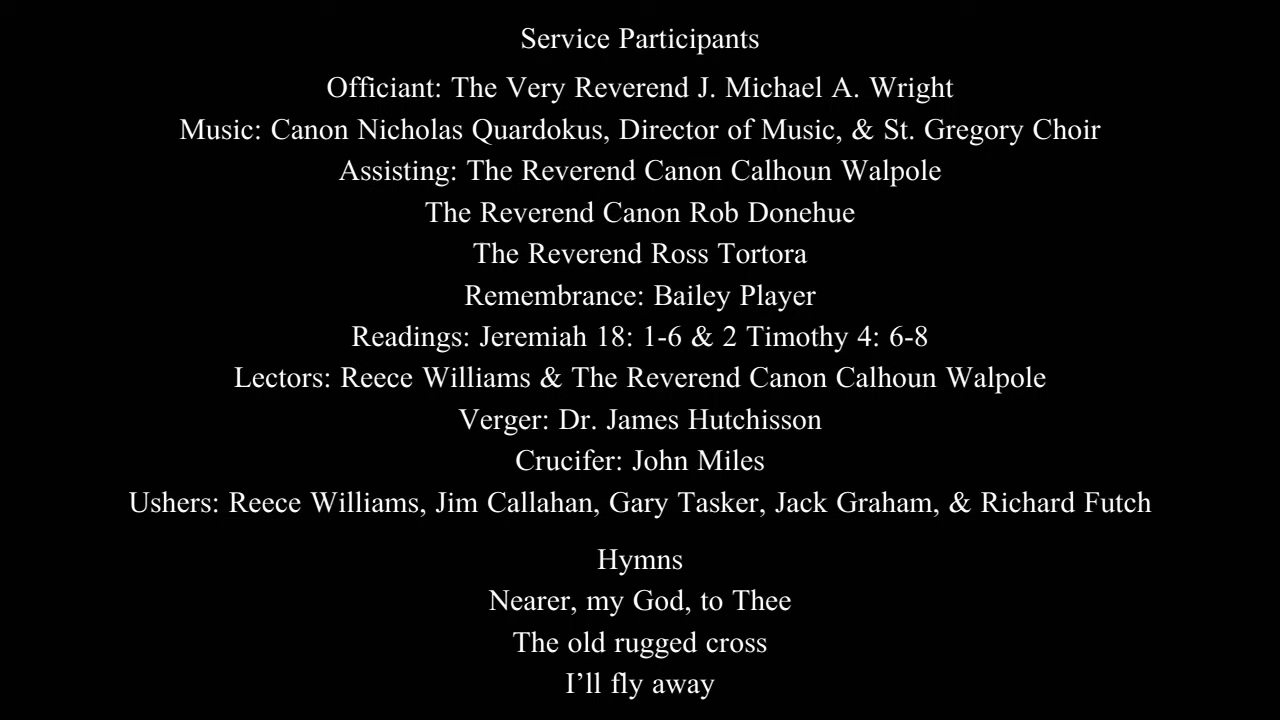 Service Participants
Officiant: The Very Reverend J. Michael A. Wright
Music: Canon Nicholas Quardokus, Director of Music, & St. Gregory Choir
Assisting: The Reverend Canon Calhoun Walpole
The Reverend Canon Rob Donehue
The Reverend Ross Tortora
Remembrance: Bailey Player
Readings: Jeremiah 18: 1-6 & 2 Timothy 4: 6-8
Lectors: Reece Williams & The Reverend Canon Calhoun Walpole
Verger: Dr. James Hutchisson
Crucifer: John Miles
Ushers: Reece Williams, Jim Callahan, Gary Tasker, Jack Graham, & Richard Futch
Hymns
Nearer, my God, to Thee
The old rugged cross
I’ll fly away